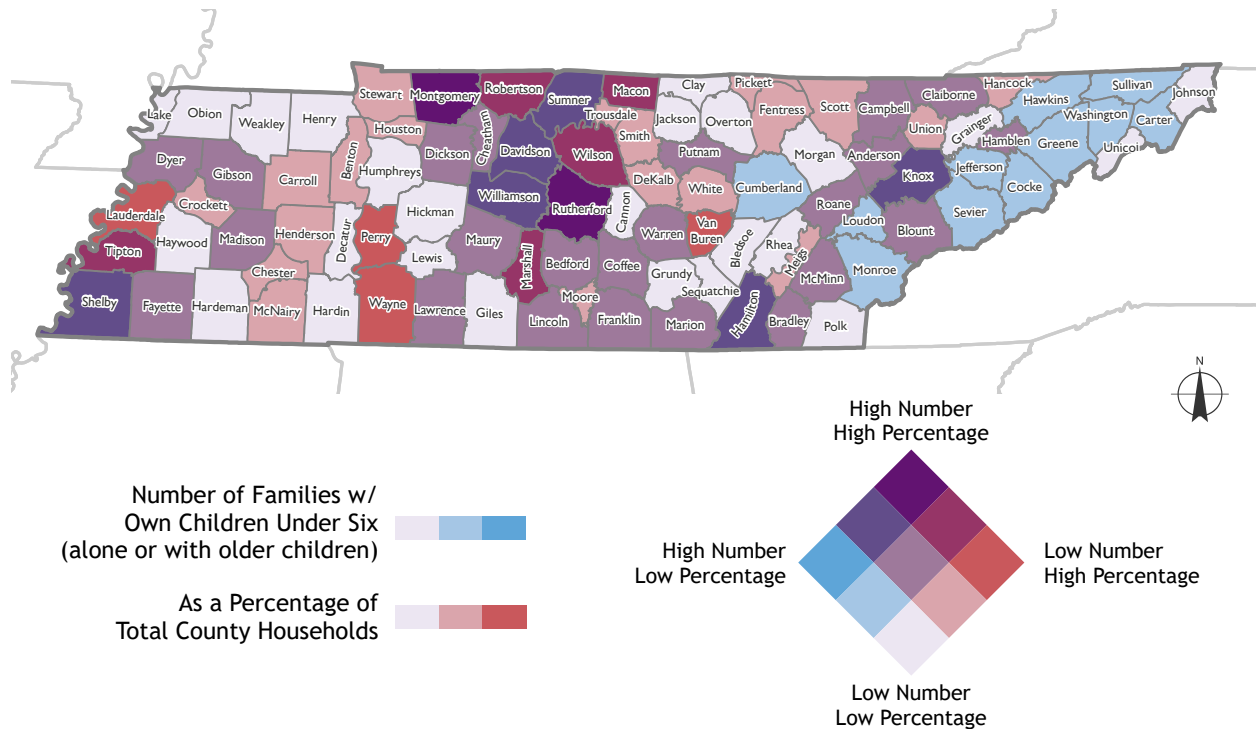 Stewart
Montgomery
Robertson
Sumner
Macon
Clay
Pickett
Hancock
Claiborne
Campbell
Scott
Fentress
Sullivan
Johnson
Hawkins
Washington
Carter
Lake
Obion
Weakley
Henry
Houston
Cheatham
Trousdale
Smith
Jackson
Overton
Union
Grainger
Hamblen
Greene
Unicoi
Dyer
Gibson
Carroll
Benton
Humphreys
Dickson
Davidson
Wilson
Putnam
Morgan
Anderson
Knox
Jefferson
Cocke
Sevier
Lauderdale
Crockett
Williamson
Rutherford
Cannon
DeKalb
White
Cumberland
Roane
Loudon
Blount
Tipton
Haywood
Madison
Henderson
Decatur
Perry
Hickman
Lewis
Maury
Marshall
Bedford
Coffee
Warren
Van
Buren
Bledsoe
Rhea
Meigs
McMinn
Monroe
Shelby
Fayette
Hardeman
Chester
McNairy
Hardin
Wayne
Lawrence
Giles
Lincoln
Moore
Franklin
Grundy
Sequatchie
Marion
Hamilton
Bradley
Polk
N
High Number
High Percentage
Number of Families w/
Own Children Under Six
(alone or with older children)
As a Percentage of
Total County Households
High Number
Low Percentage
Low Number
High Percentage
Low Number
Low Percentage